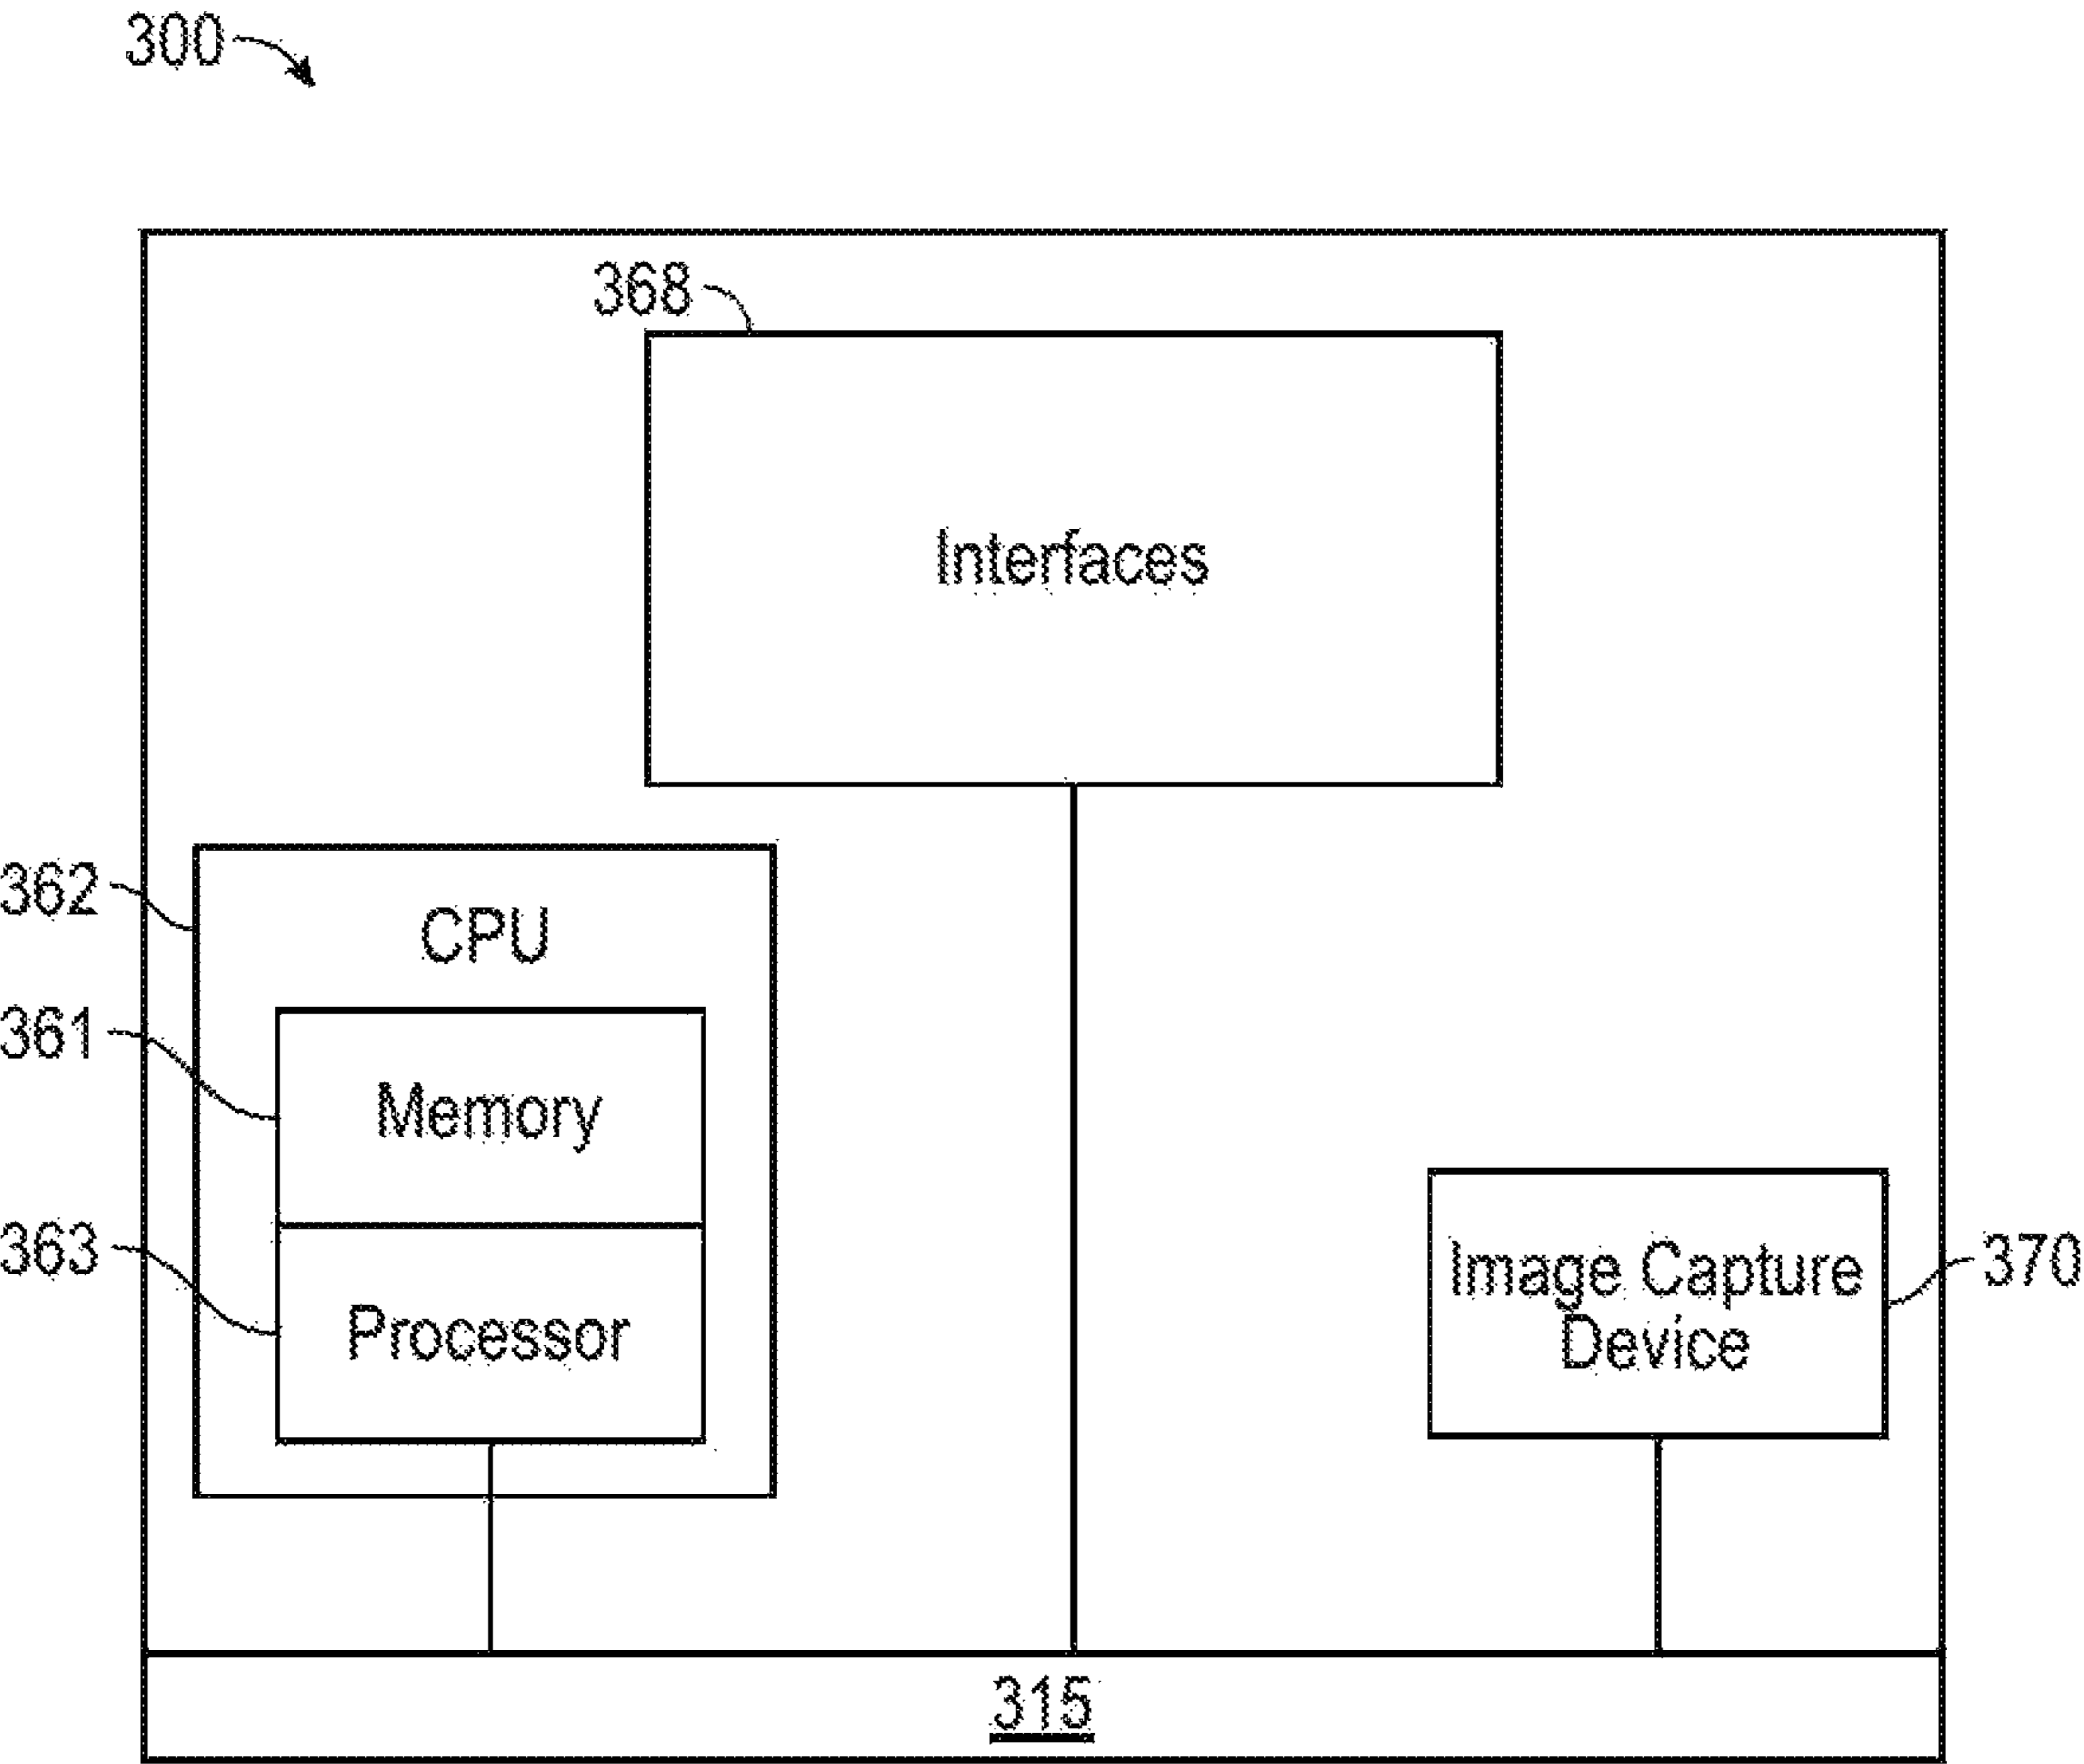 300
368
Interfaces
362
CPU
361
Memory
363
Processor
Image Capture
Device
370
315